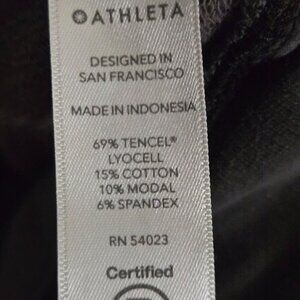 ATHLETA
DESIGNED IN
SAN FRANCISCO
MADE IN INDONESIA
69% TENCEL®
LYOCELL
15% COTTON
10% MODAL
6% SPANDEX
RN 54023
Certified